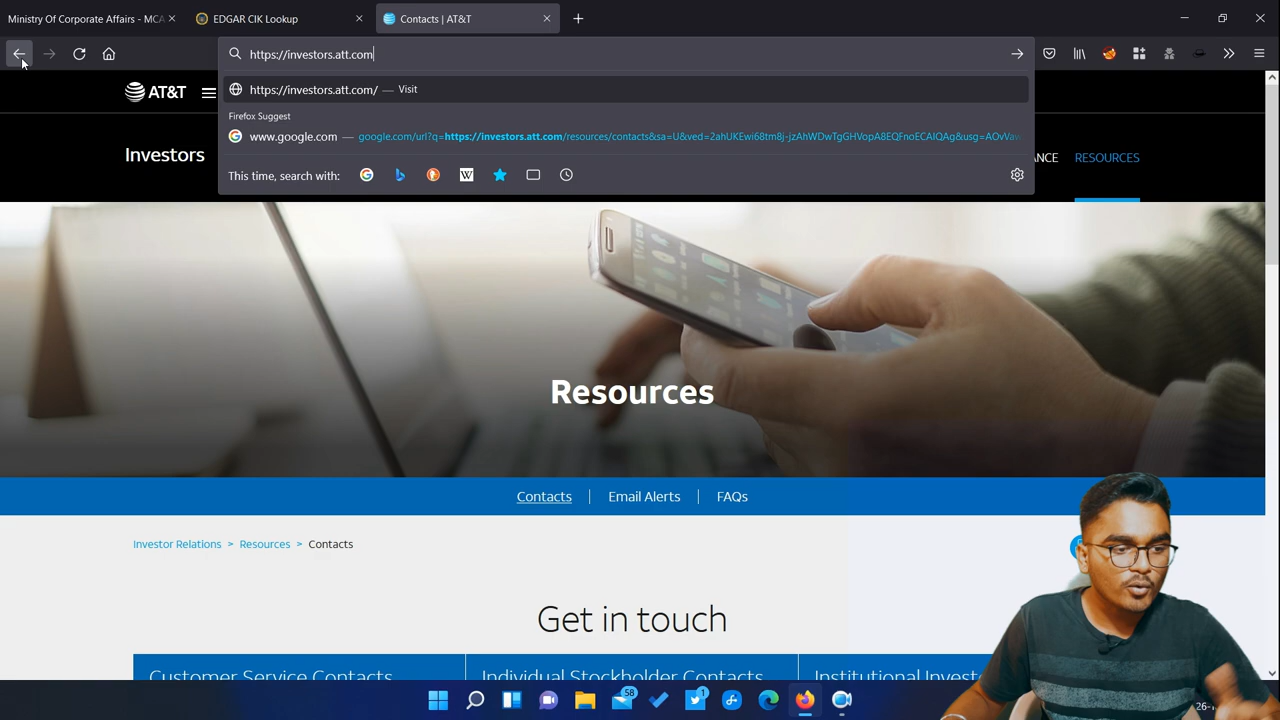 Ministry Of Corporate Affairs - MCA
EDGAR CIK Lookup
Contacts | AT&T
https://investors.att.com
https://investors.att.com/ — Visit
Firefox Suggest
www.google.com — google.com/url?q=https://investors.att.com/resources/contacts&sa=U&ved=2ahUKEwi68tm8j-jzAhWDwTgGHVopA8EQFnoECAIQAg&usg=AOvVaw
This time, search with:
AT&T
Investors
ANCE
RESOURCES
Resources
Contacts | Email Alerts | FAQs
Investor Relations > Resources > Contacts
Get in touch
Customer Service Contacts
Individual Stockholder Contacts
Institutional Invest
58
1
26-